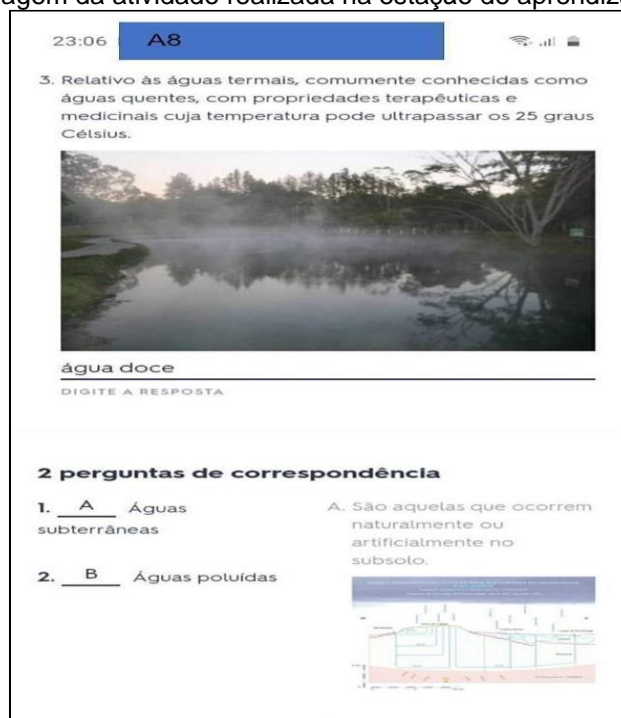 agem da atividade realizada na estação de aprendiza
23:06
A8
3. Relativo às águas termais, comumente conhecidas como
águas quentes, com propriedades terapêuticas e
medicinais cuja temperatura pode ultrapassar os 25 graus
Célsius.
água doce
DIGITE A RESPOSTA
2 perguntas de correspondência
1. A Águas
subterrâneas
2. B Águas poluídas
A. São aquelas que ocorrem
naturalmente ou
artificialmente no
subsolo.